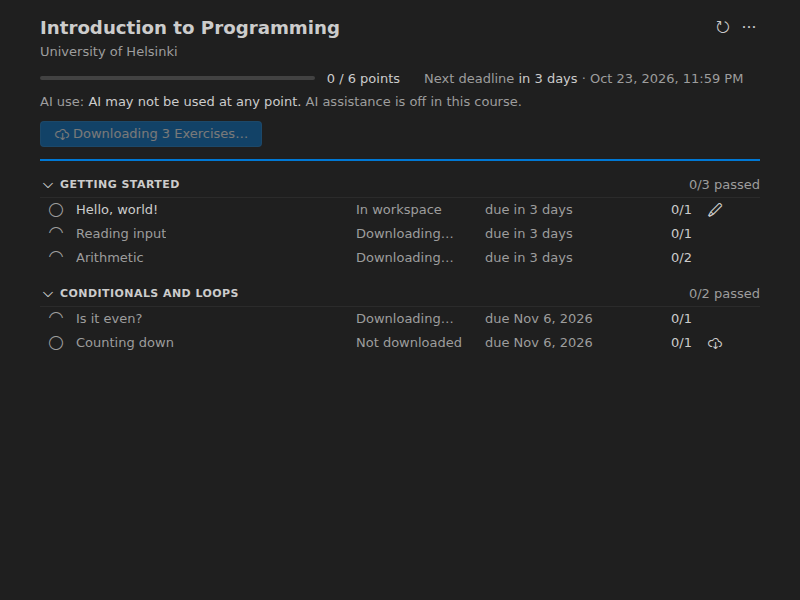 Introduction to Programming
University of Helsinki
0 / 6 points Next deadline in 3 days · Oct 23, 2026, 11:59 PM
AI use: AI may not be used at any point. AI assistance is off in this course.
Downloading 3 Exercises…
GETTING STARTED 0/3 passed
Hello, world! In workspace due in 3 days 0/1
Reading input Downloading… due in 3 days 0/1
Arithmetic Downloading… due in 3 days 0/2
CONDITIONALS AND LOOPS 0/2 passed
Is it even? Downloading… due Nov 6, 2026 0/1
Counting down Not downloaded due Nov 6, 2026 0/1